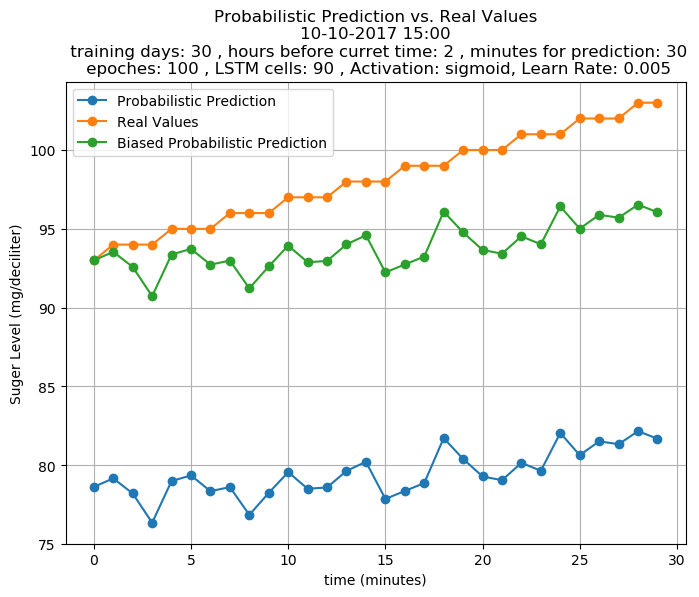 Probabilistic Prediction vs. Real Values
10-10-2017 15:00
training days: 30 , hours before curret time: 2 , minutes for prediction: 30
epoches: 100 , LSTM cells: 90 , Activation: sigmoid, Learn Rate: 0.005
Probabilistic Prediction
Real Values
Biased Probabilistic Prediction
Suger Level (mg/deciliter)
100
95
90
85
80
75
0 5 10 15 20 25 30
time (minutes)